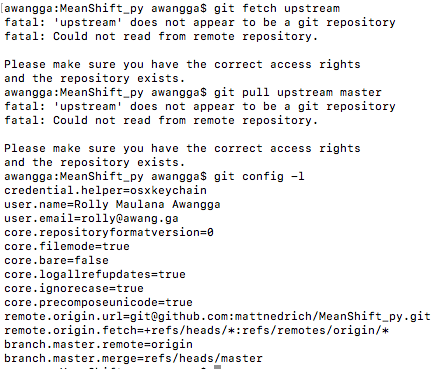 [awangga:MeanShift_py awangga$ git fetch upstream
fatal: 'upstream' does not appear to be a git repository
fatal: Could not read from remote repository.
Please make sure you have the correct access rights
and the repository exists.
awangga:MeanShift_py awangga$ git pull upstream master
fatal: 'upstream' does not appear to be a git repository
fatal: Could not read from remote repository.
Please make sure you have the correct access rights
and the repository exists.
awangga:MeanShift_py awangga$ git config -l
credential.helper=osxkeychain
user.name=Rolly Maulana Awangga
user.email=rolly@awang.ga
core.repositoryformatversion=0
core.filemode=true
core.bare=false
core.logallrefupdates=true
core.ignorecase=true
core.precomposeunicode=true
remote.origin.url=git@github.com:mattnedrich/MeanShift_py.git
remote.origin.fetch=+refs/heads/*:refs/remotes/origin/*
branch.master.remote=origin
branch.master.merge=refs/heads/master